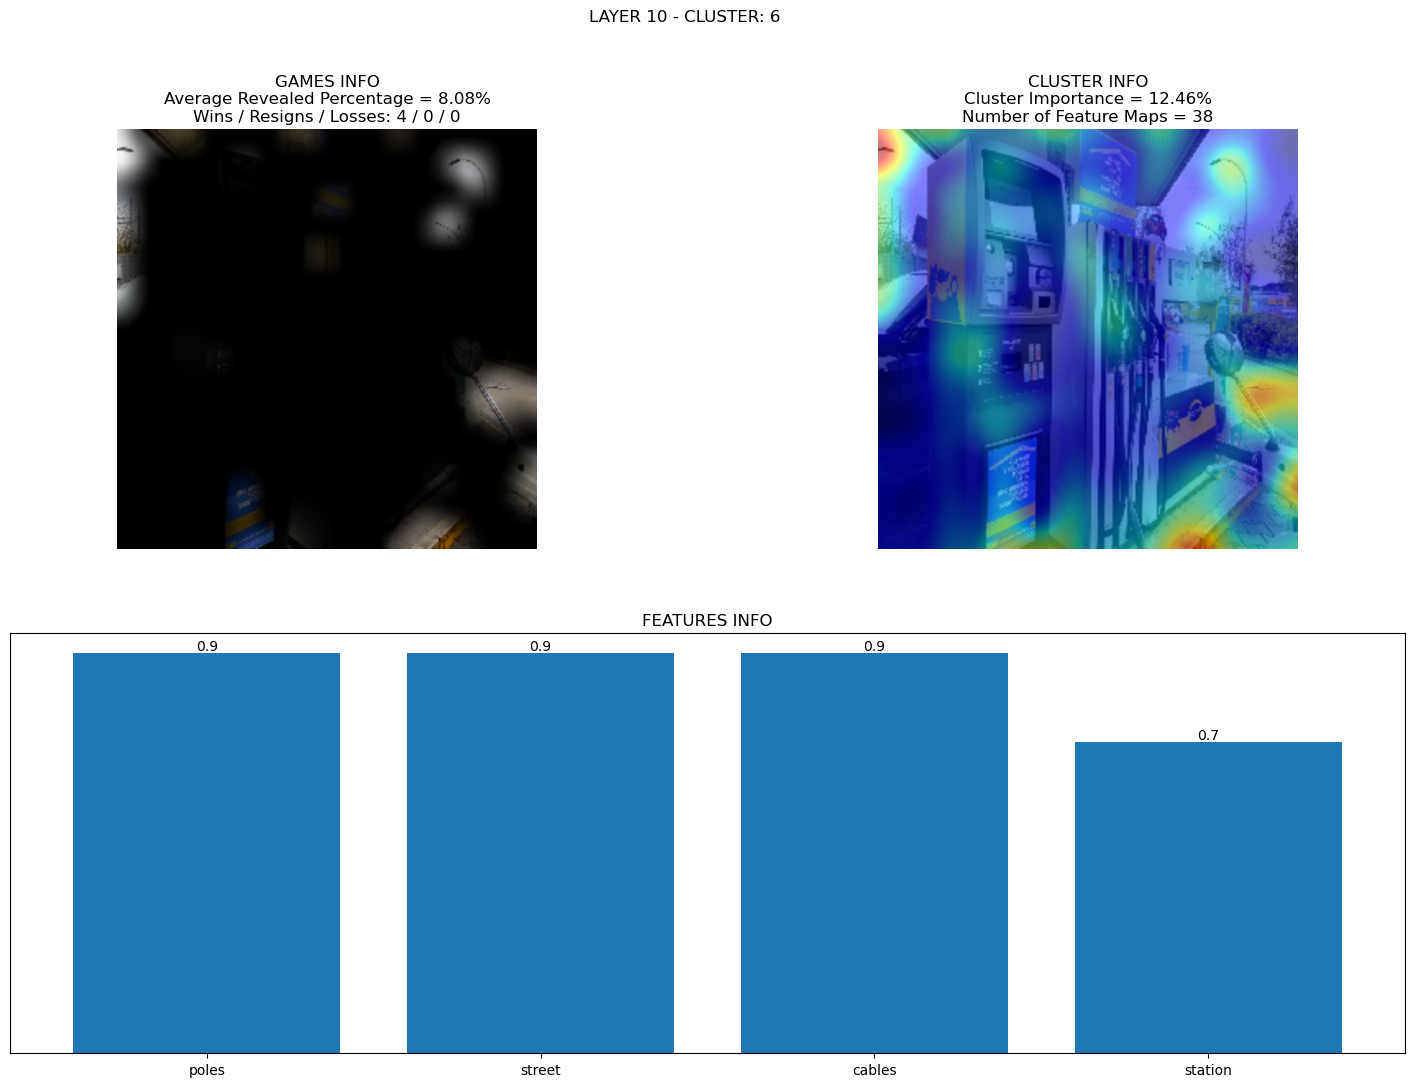 LAYER 10 - CLUSTER: 6
GAMES INFO
Average Revealed Percentage = 8.08%
Wins / Resigns / Losses: 4 / 0 / 0
CLUSTER INFO
Cluster Importance = 12.46%
Number of Feature Maps = 38
FEATURES INFO
0.9
0.9
0.9
0.7
poles
street
cables
station